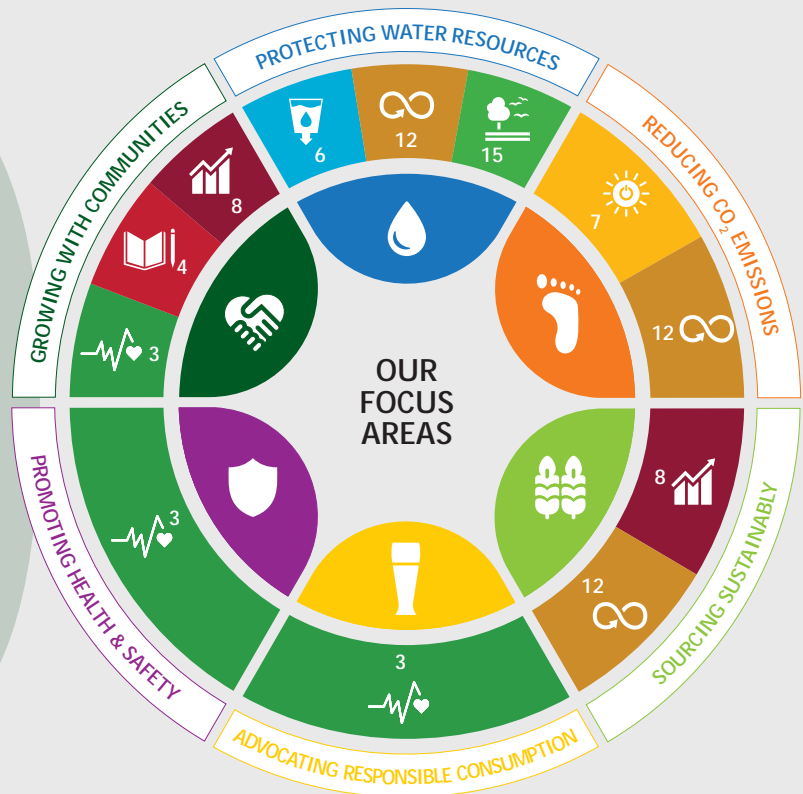 PROTECTING WATER RESOURCES
6
12
15
REDUCING CO₂ EMISSIONS
7
12
SOURCING SUSTAINABLY
8
12
ADVOCATING RESPONSIBLE CONSUMPTION
3
PROMOTING HEALTH & SAFETY
3
GROWING WITH COMMUNITIES
3
4
8
OUR
FOCUS
AREAS